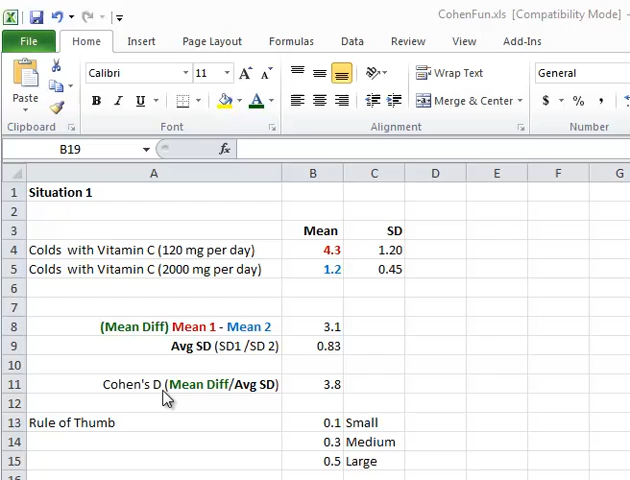 CohenFun.xls [Compatibility Mode] -
File Home Insert Page Layout Formulas Data Review View Add-Ins
Paste
Calibri 11 A A
Wrap Text
General
B I U A
Merge & Center
$ % ,
Clipboard Font Alignment Number
B19 fx
A B C D E F G
1 Situation 1
2
3 Mean SD
4 Colds with Vitamin C (120 mg per day) 4.3 1.20
5 Colds with Vitamin C (2000 mg per day) 1.2 0.45
6
7
8 (Mean Diff) Mean 1 - Mean 2 3.1
9 Avg SD (SD1 /SD 2) 0.83
10
11 Cohen's D (Mean Diff/Avg SD) 3.8
12
13 Rule of Thumb 0.1 Small
14 0.3 Medium
15 0.5 Large